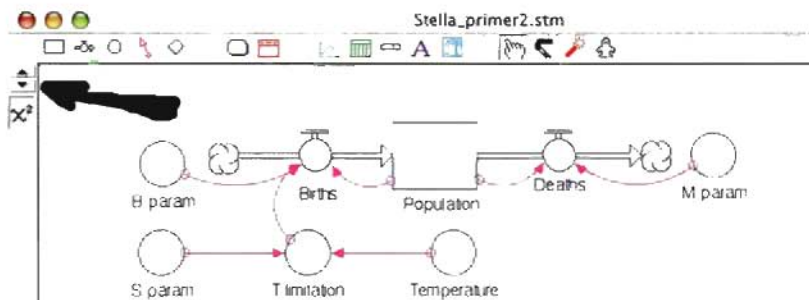 Stella_primer2.stm
A
X²
B param
Births
Population
Deaths
M param
S param
T limitation
Temperature